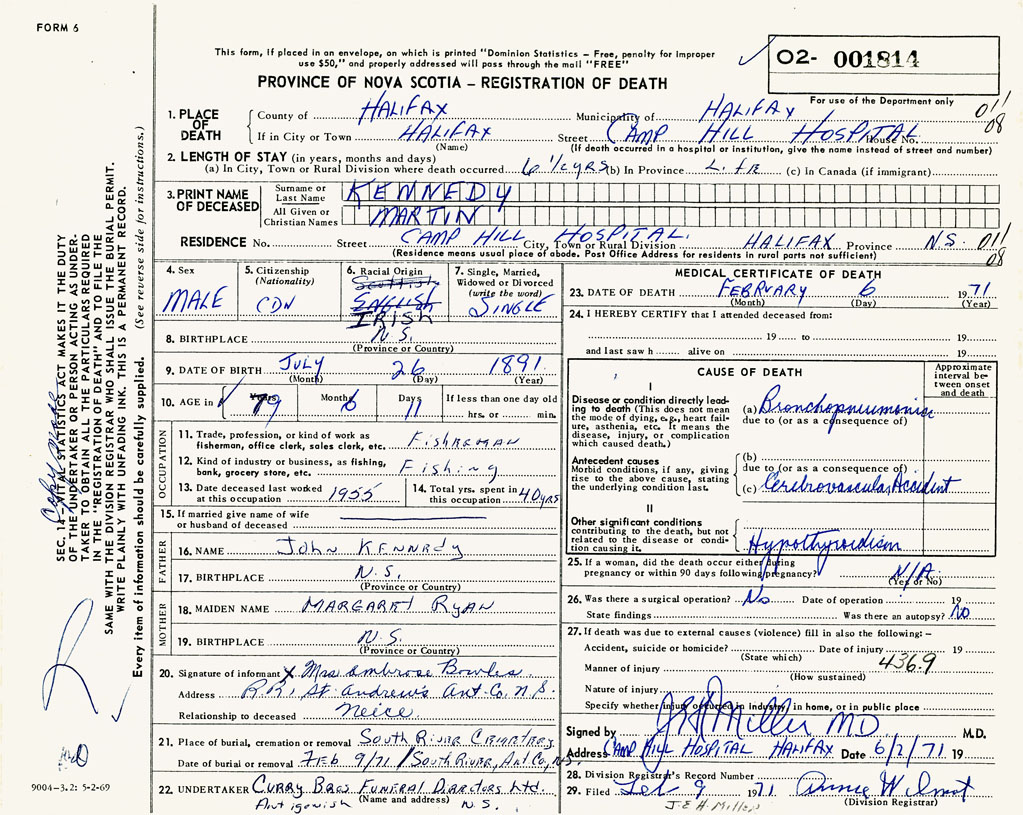 FORM 6
This form, if placed in an envelope, on which is printed "Dominion Statistics – Free, penalty for improper
use $50," and properly addressed will pass through the mail "FREE"
O2- 001814
PROVINCE OF NOVA SCOTIA – REGISTRATION OF DEATH
For use of the Department only
1. PLACE OF DEATH
County of HALIFAX Municipality of HALIFAX 011
If in City or Town HALIFAX Street CAMP HILL HOSPITAL House No. 08
(Name) (If death occurred in a hospital or institution, give the name instead of street and number)
2. LENGTH OF STAY (in years, months and days)
(a) In City, Town or Rural Division where death occurred 6 1/2 yrs (b) In Province Life (c) In Canada (if immigrant)
3. PRINT NAME OF DECEASED
Surname or Last Name KENNEDY
All Given or Christian Names MARTIN
RESIDENCE No. Street CAMP HILL HOSPITAL. City, Town or Rural Division HALIFAX Province N.S. 011
(Residence means usual place of abode. Post Office Address for residents in rural parts not sufficient) 08
4. Sex MALE
5. Citizenship (Nationality) CDN
6. Racial Origin Scottish English IRISH
7. Single, Married, Widowed or Divorced (write the word) SINGLE
8. BIRTHPLACE N.S.
(Province or Country)
9. DATE OF BIRTH JULY 26 1891
(Month) (Day) (Year)
10. AGE in Years 79 Months 6 Days 11 If less than one day old
hrs. or min.
OCCUPATION
11. Trade, profession, or kind of work as
fisherman, office clerk, sales clerk, etc. FishREMAN
12. Kind of industry or business, as fishing,
bank, grocery store, etc. Fishing
13. Date deceased last worked
at this occupation 1955
14. Total yrs. spent in
this occupation 40 yrs
15. If married give name of wife
or husband of deceased
FATHER
16. NAME John KENNEDY
17. BIRTHPLACE N.S.
(Province or Country)
MOTHER
18. MAIDEN NAME MARGARET RYAN
19. BIRTHPLACE N.S.
(Province or Country)
20. Signature of informant X Mrs Ambrose Bowles
Address R.R. St. Andrew's Ant. Co. N.S.
Relationship to deceased Neice
21. Place of burial, cremation or removal South River Cemetery
Date of burial or removal Feb 9/71 / South River, Ant Co, N.S.
22. UNDERTAKER CURRY Bros FUNERAL DIRECTORS Ltd.
Antigonish (Name and address) N.S.
MEDICAL CERTIFICATE OF DEATH
23. DATE OF DEATH FEBRUARY 6 1971
(Month) (Day) (Year)
24. I HEREBY CERTIFY that I attended deceased from:
19 to 19
and last saw h alive on 19
CAUSE OF DEATH
Approximate interval between onset and death
I
Disease or condition directly leading
to death (This does not mean
the mode of dying, e.g., heart failure,
asthenia, etc. It means the
disease, injury, or complication
which caused death.)
(a) Bronchopneumonia
due to (or as a consequence of)
Antecedent causes
Morbid conditions, if any, giving
rise to the above cause, stating
the underlying condition last.
(b)
due to (or as a consequence of)
(c) Cerebrovascular Accident
II
Other significant conditions
contributing to the death, but not
related to the disease or condition
causing it.
Hypothyroidism
25. If a woman, did the death occur either during
pregnancy or within 90 days following pregnancy? N/A
(Yes or No)
26. Was there a surgical operation? No Date of operation 19
State findings Was there an autopsy? No
27. If death was due to external causes (violence) fill in also the following: –
Accident, suicide or homicide? Date of injury 19
(State which) 436.9
Manner of injury
(How sustained)
Nature of injury
Specify whether injury occurred in industry, in home, or in public place
Signed by JEH Miller MD M.D.
Address CAMP HILL HOSPITAL HALIFAX Date 6/2/71 19
28. Division Registrar's Record Number
29. Filed Feb 9 1971 Annie Wilmot
J.E.H. Miller (Division Registrar)
SEC. 14 – VITAL STATISTICS ACT MAKES IT THE DUTY
OF THE UNDERTAKER OR PERSON ACTING AS UNDER-
TAKER TO OBTAIN ALL THE PARTICULARS REQUIRED
IN THE "REGISTRATION OF DEATH" AND TO FILE THE
SAME WITH THE DIVISION REGISTRAR WHO SHALL ISSUE THE BURIAL PERMIT.
WRITE PLAINLY WITH UNFADING INK. THIS IS A PERMANENT RECORD.
Every item of information should be carefully supplied. (See reverse side for instructions.)
9004-3.2: 5-2-69